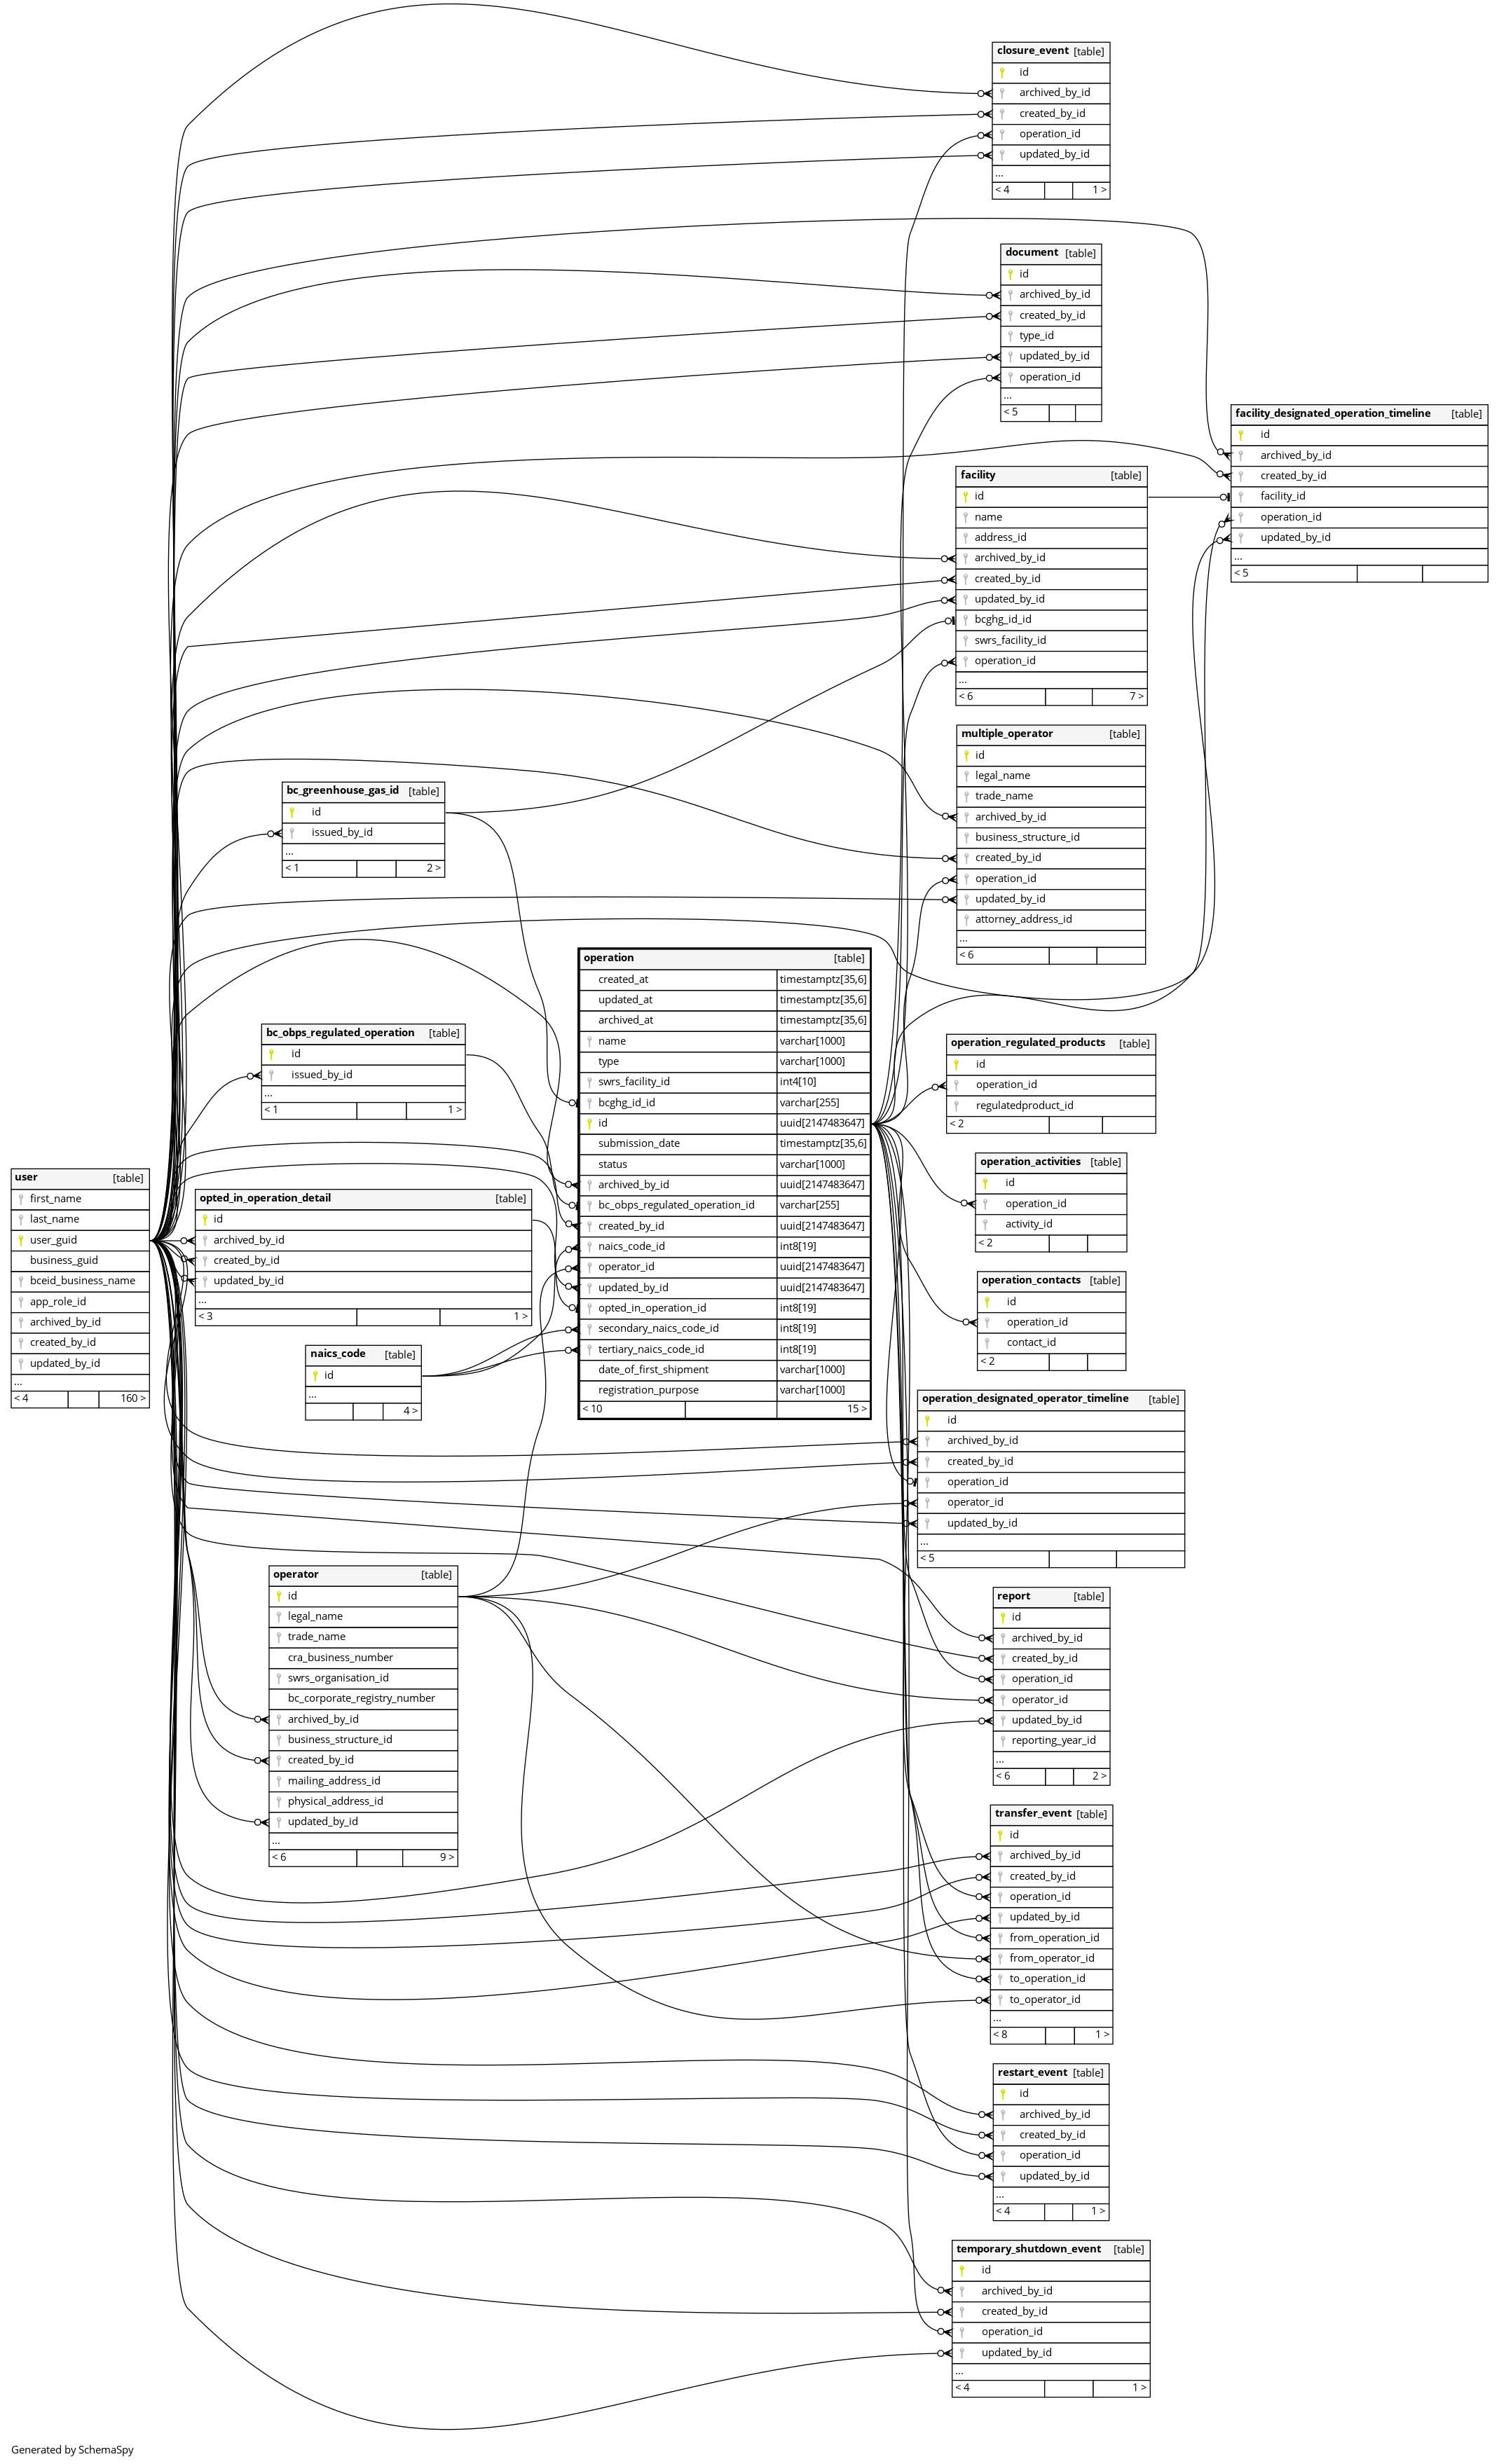 closure_event [table]
id
archived_by_id
created_by_id
operation_id
updated_by_id
...
< 4 1 >
document [table]
id
archived_by_id
created_by_id
type_id
updated_by_id
operation_id
...
< 5
facility_designated_operation_timeline [table]
id
archived_by_id
created_by_id
facility_id
operation_id
updated_by_id
...
< 5
facility [table]
id
name
address_id
archived_by_id
created_by_id
updated_by_id
bcghg_id_id
swrs_facility_id
operation_id
...
< 6 7 >
multiple_operator [table]
id
legal_name
trade_name
archived_by_id
business_structure_id
created_by_id
operation_id
updated_by_id
attorney_address_id
...
< 6
bc_greenhouse_gas_id [table]
id
issued_by_id
...
< 1 2 >
operation [table]
created_at timestamptz[35,6]
updated_at timestamptz[35,6]
archived_at timestamptz[35,6]
name varchar[1000]
type varchar[1000]
swrs_facility_id int4[10]
bcghg_id_id varchar[255]
id uuid[2147483647]
submission_date timestamptz[35,6]
status varchar[1000]
archived_by_id uuid[2147483647]
bc_obps_regulated_operation_id varchar[255]
created_by_id uuid[2147483647]
naics_code_id int8[19]
operator_id uuid[2147483647]
updated_by_id uuid[2147483647]
opted_in_operation_id int8[19]
secondary_naics_code_id int8[19]
tertiary_naics_code_id int8[19]
date_of_first_shipment varchar[1000]
registration_purpose varchar[1000]
< 10 15 >
bc_obps_regulated_operation [table]
id
issued_by_id
...
< 1 1 >
operation_regulated_products [table]
id
operation_id
regulatedproduct_id
< 2
operation_activities [table]
id
operation_id
activity_id
< 2
user [table]
first_name
last_name
user_guid
business_guid
bceid_business_name
app_role_id
archived_by_id
created_by_id
updated_by_id
...
< 4 160 >
opted_in_operation_detail [table]
id
archived_by_id
created_by_id
updated_by_id
...
< 3 1 >
operation_contacts [table]
id
operation_id
contact_id
< 2
naics_code [table]
id
...
4 >
operation_designated_operator_timeline [table]
id
archived_by_id
created_by_id
operation_id
operator_id
updated_by_id
...
< 5
operator [table]
id
legal_name
trade_name
cra_business_number
swrs_organisation_id
bc_corporate_registry_number
archived_by_id
business_structure_id
created_by_id
mailing_address_id
physical_address_id
updated_by_id
...
< 6 9 >
report [table]
id
archived_by_id
created_by_id
operation_id
operator_id
updated_by_id
reporting_year_id
...
< 6 2 >
transfer_event [table]
id
archived_by_id
created_by_id
operation_id
updated_by_id
from_operation_id
from_operator_id
to_operation_id
to_operator_id
...
< 8 1 >
restart_event [table]
id
archived_by_id
created_by_id
operation_id
updated_by_id
...
< 4 1 >
temporary_shutdown_event [table]
id
archived_by_id
created_by_id
operation_id
updated_by_id
...
< 4 1 >
Generated by SchemaSpy